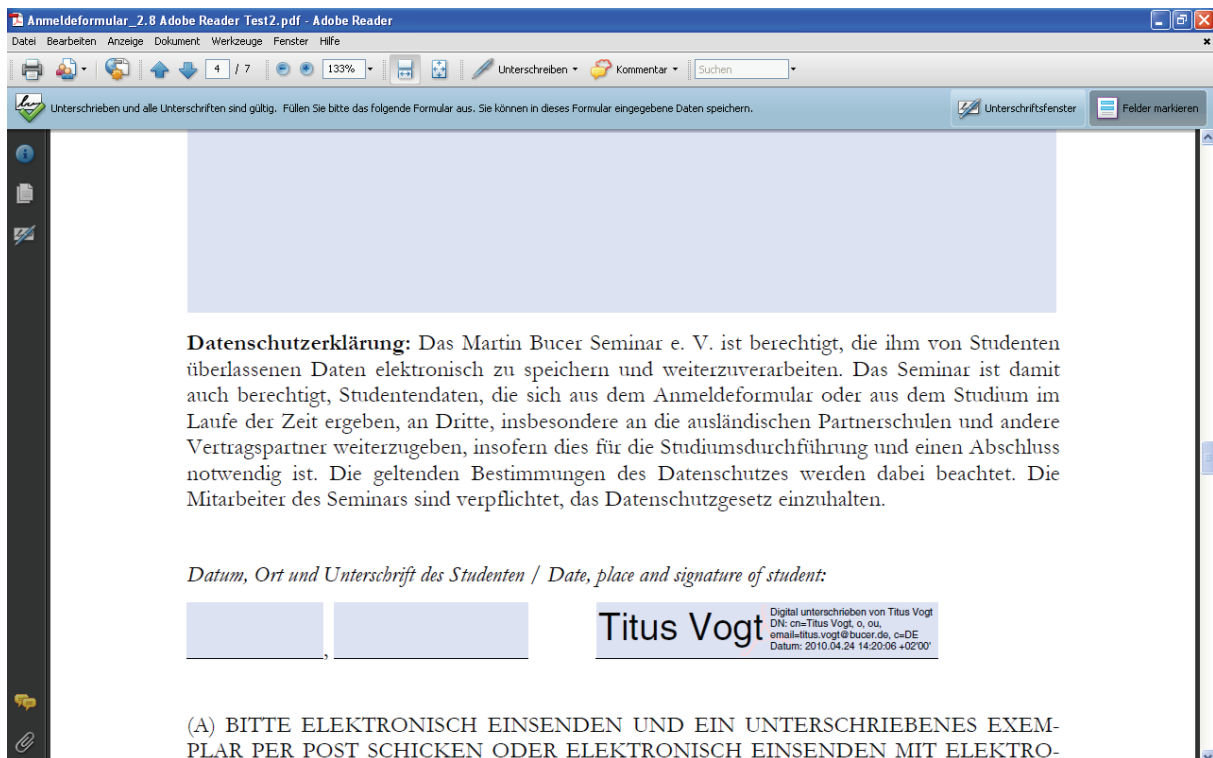 Anmeldeformular_2.8 Adobe Reader Test2.pdf - Adobe Reader
Datei Bearbeiten Anzeige Dokument Werkzeuge Fenster Hilfe
4 / 7 133% Unterschreiben Kommentar Suchen
Unterschrieben und alle Unterschriften sind gültig. Füllen Sie bitte das folgende Formular aus. Sie können in dieses Formular eingegebene Daten speichern. Unterschriftsfenster Felder markieren
Datenschutzerklärung: Das Martin Bucer Seminar e. V. ist berechtigt, die ihm von Studenten
überlassenen Daten elektronisch zu speichern und weiterzuverarbeiten. Das Seminar ist damit
auch berechtigt, Studentendaten, die sich aus dem Anmeldeformular oder aus dem Studium im
Laufe der Zeit ergeben, an Dritte, insbesondere an die ausländischen Partnerschulen und andere
Vertragspartner weiterzugeben, insofern dies für die Studiumsdurchführung und einen Abschluss
notwendig ist. Die geltenden Bestimmungen des Datenschutzes werden dabei beachtet. Die
Mitarbeiter des Seminars sind verpflichtet, das Datenschutzgesetz einzuhalten.
Datum, Ort und Unterschrift des Studenten / Date, place and signature of student:
,
Titus Vogt
Digital unterschrieben von Titus Vogt
DN: cn=Titus Vogt, o, ou,
email=titus.vogt@bucer.de, c=DE
Datum: 2010.04.24 14:20:06 +02'00'
(A) BITTE ELEKTRONISCH EINSENDEN UND EIN UNTERSCHRIEBENES EXEM-
PLAR PER POST SCHICKEN ODER ELEKTRONISCH EINSENDEN MIT ELEKTRO-